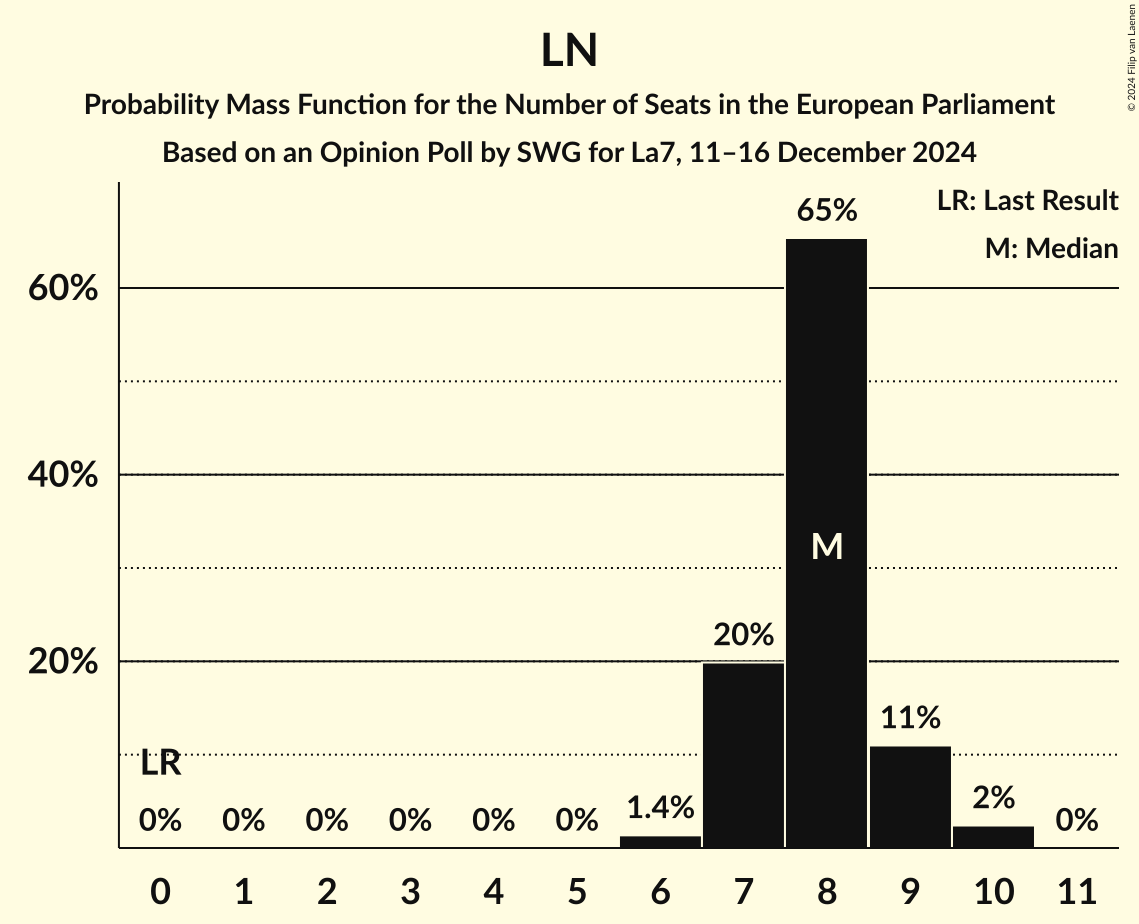 LN
Probability Mass Function for the Number of Seats in the European Parliament
Based on an Opinion Poll by SWG for La7, 11–16 December 2024
© 2024 Filip van Laenen
LR: Last Result
M: Median
60%
40%
20%
65%
M
20%
11%
LR
0%
0%
0%
0%
0%
0%
1.4%
2%
0%
0 1 2 3 4 5 6 7 8 9 10 11